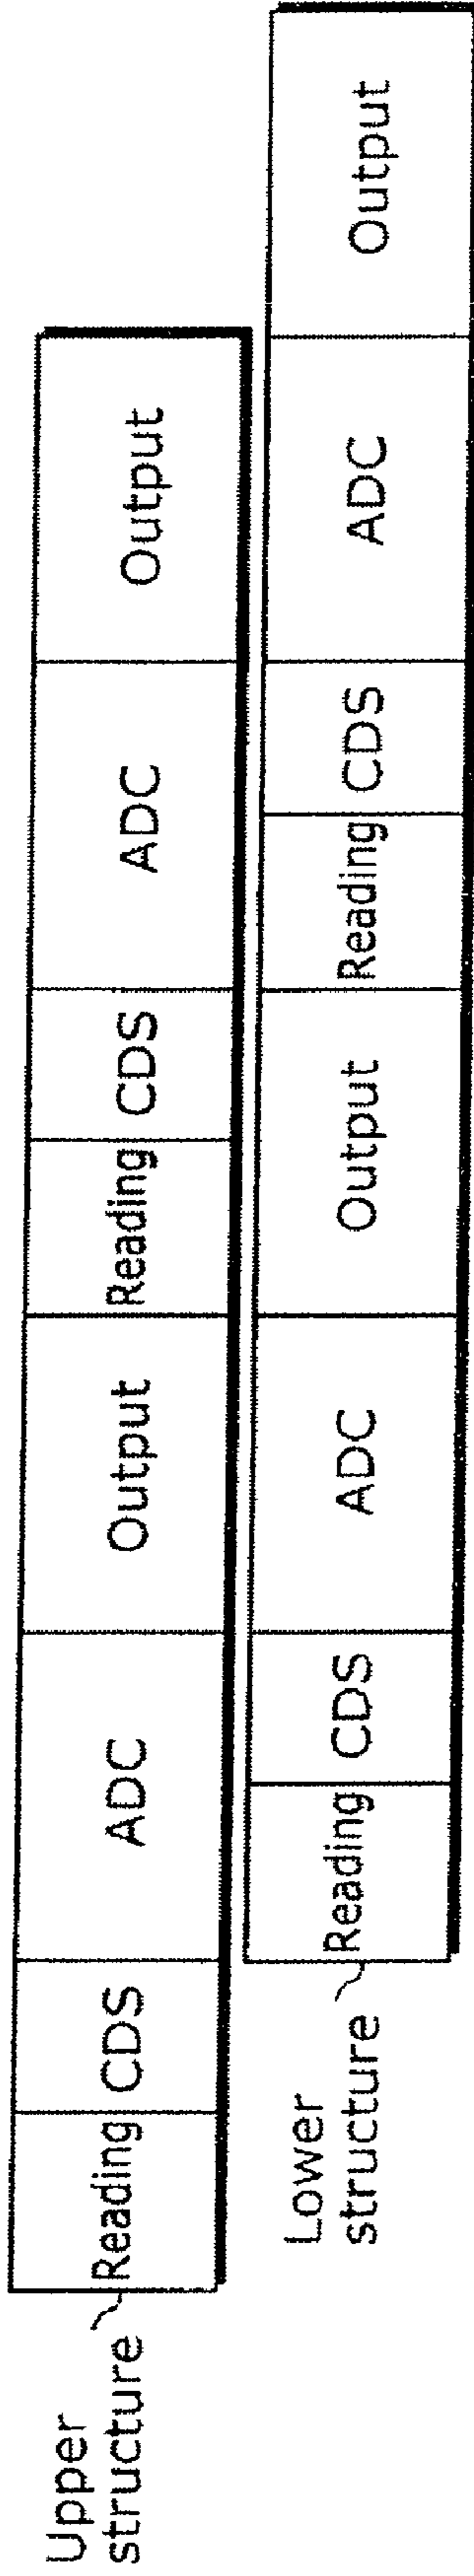 Upper
structure
Reading CDS ADC Output Reading CDS ADC Output
Lower
structure
Reading CDS ADC Output Reading CDS ADC Output